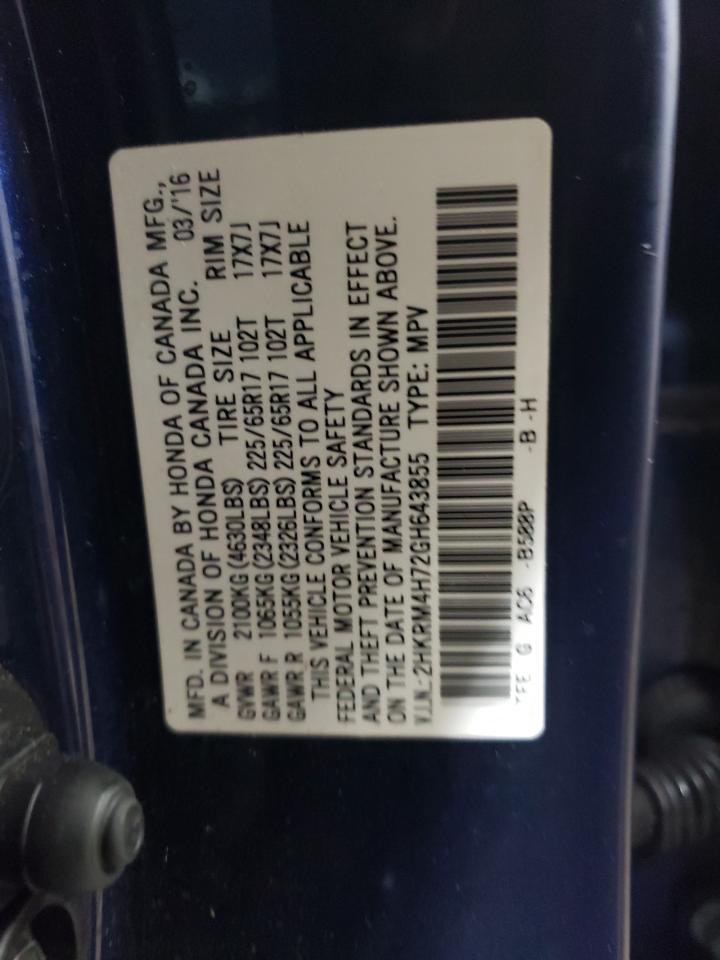 MFD. IN CANADA BY HONDA OF CANADA MFG.,
A DIVISION OF HONDA CANADA INC. 03/'16
GVWR 2100KG(4630LBS) TIRE SIZE RIM SIZE
GAWR F 1065KG(2348LBS) 225/65R17 102T 17X7J
GAWR R 1055KG(2326LBS) 225/65R17 102T 17X7J
THIS VEHICLE CONFORMS TO ALL APPLICABLE
FEDERAL MOTOR VEHICLE SAFETY
AND THEFT PREVENTION STANDARDS IN EFFECT
ON THE DATE OF MANUFACTURE SHOWN ABOVE.
V.I.N.:2HKRM4H72GH643855 TYPE: MPV
G AC6 -B588P -B -H